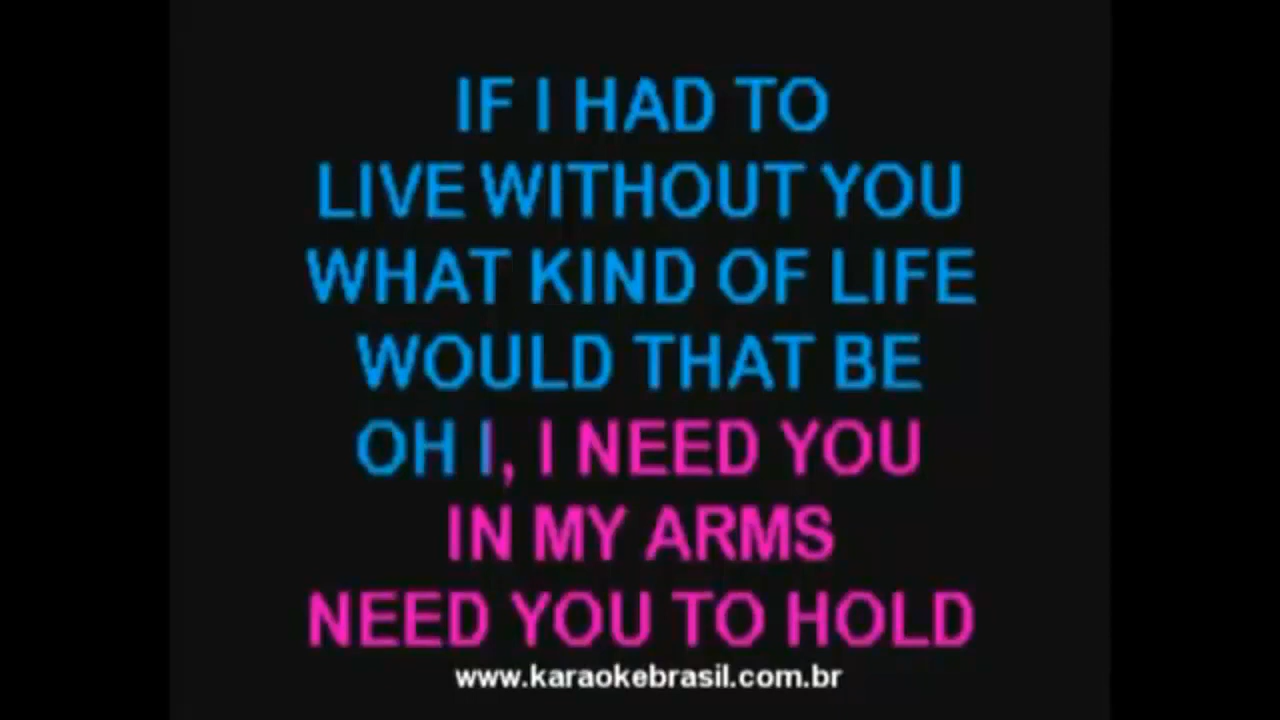 IF I HAD TO
LIVE WITHOUT YOU
WHAT KIND OF LIFE
WOULD THAT BE
OH I, I NEED YOU
IN MY ARMS
NEED YOU TO HOLD
www.karaokebrasil.com.br